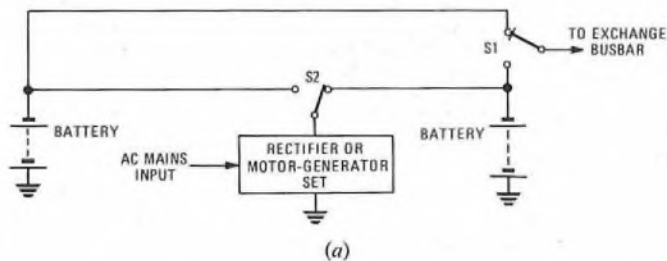 TO EXCHANGE
BUSBAR
S1
S2
BATTERY
RECTIFIER OR
MOTOR-GENERATOR
SET
BATTERY
AC MAINS
INPUT
(a)